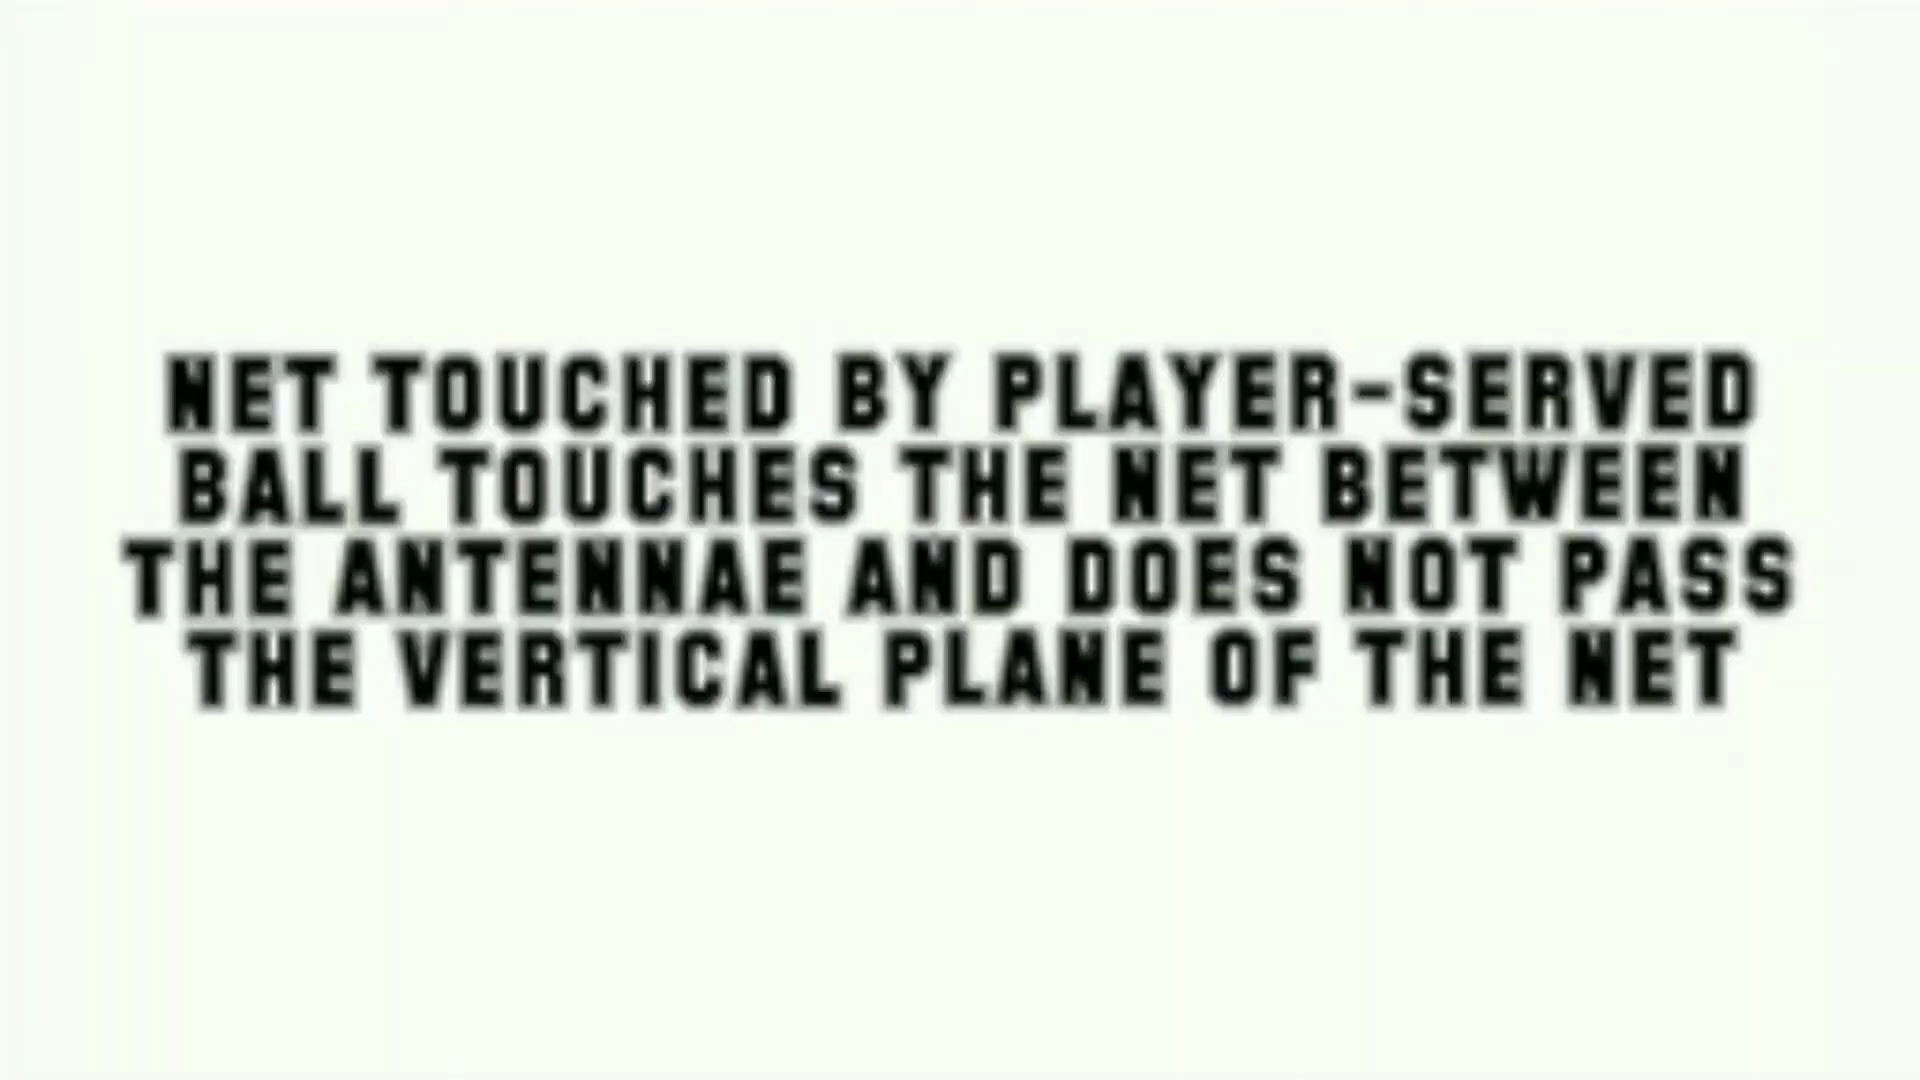 NET TOUCHED BY PLAYER-SERVED
BALL TOUCHES THE NET BETWEEN
THE ANTENNAE AND DOES NOT PASS
THE VERTICAL PLANE OF THE NET